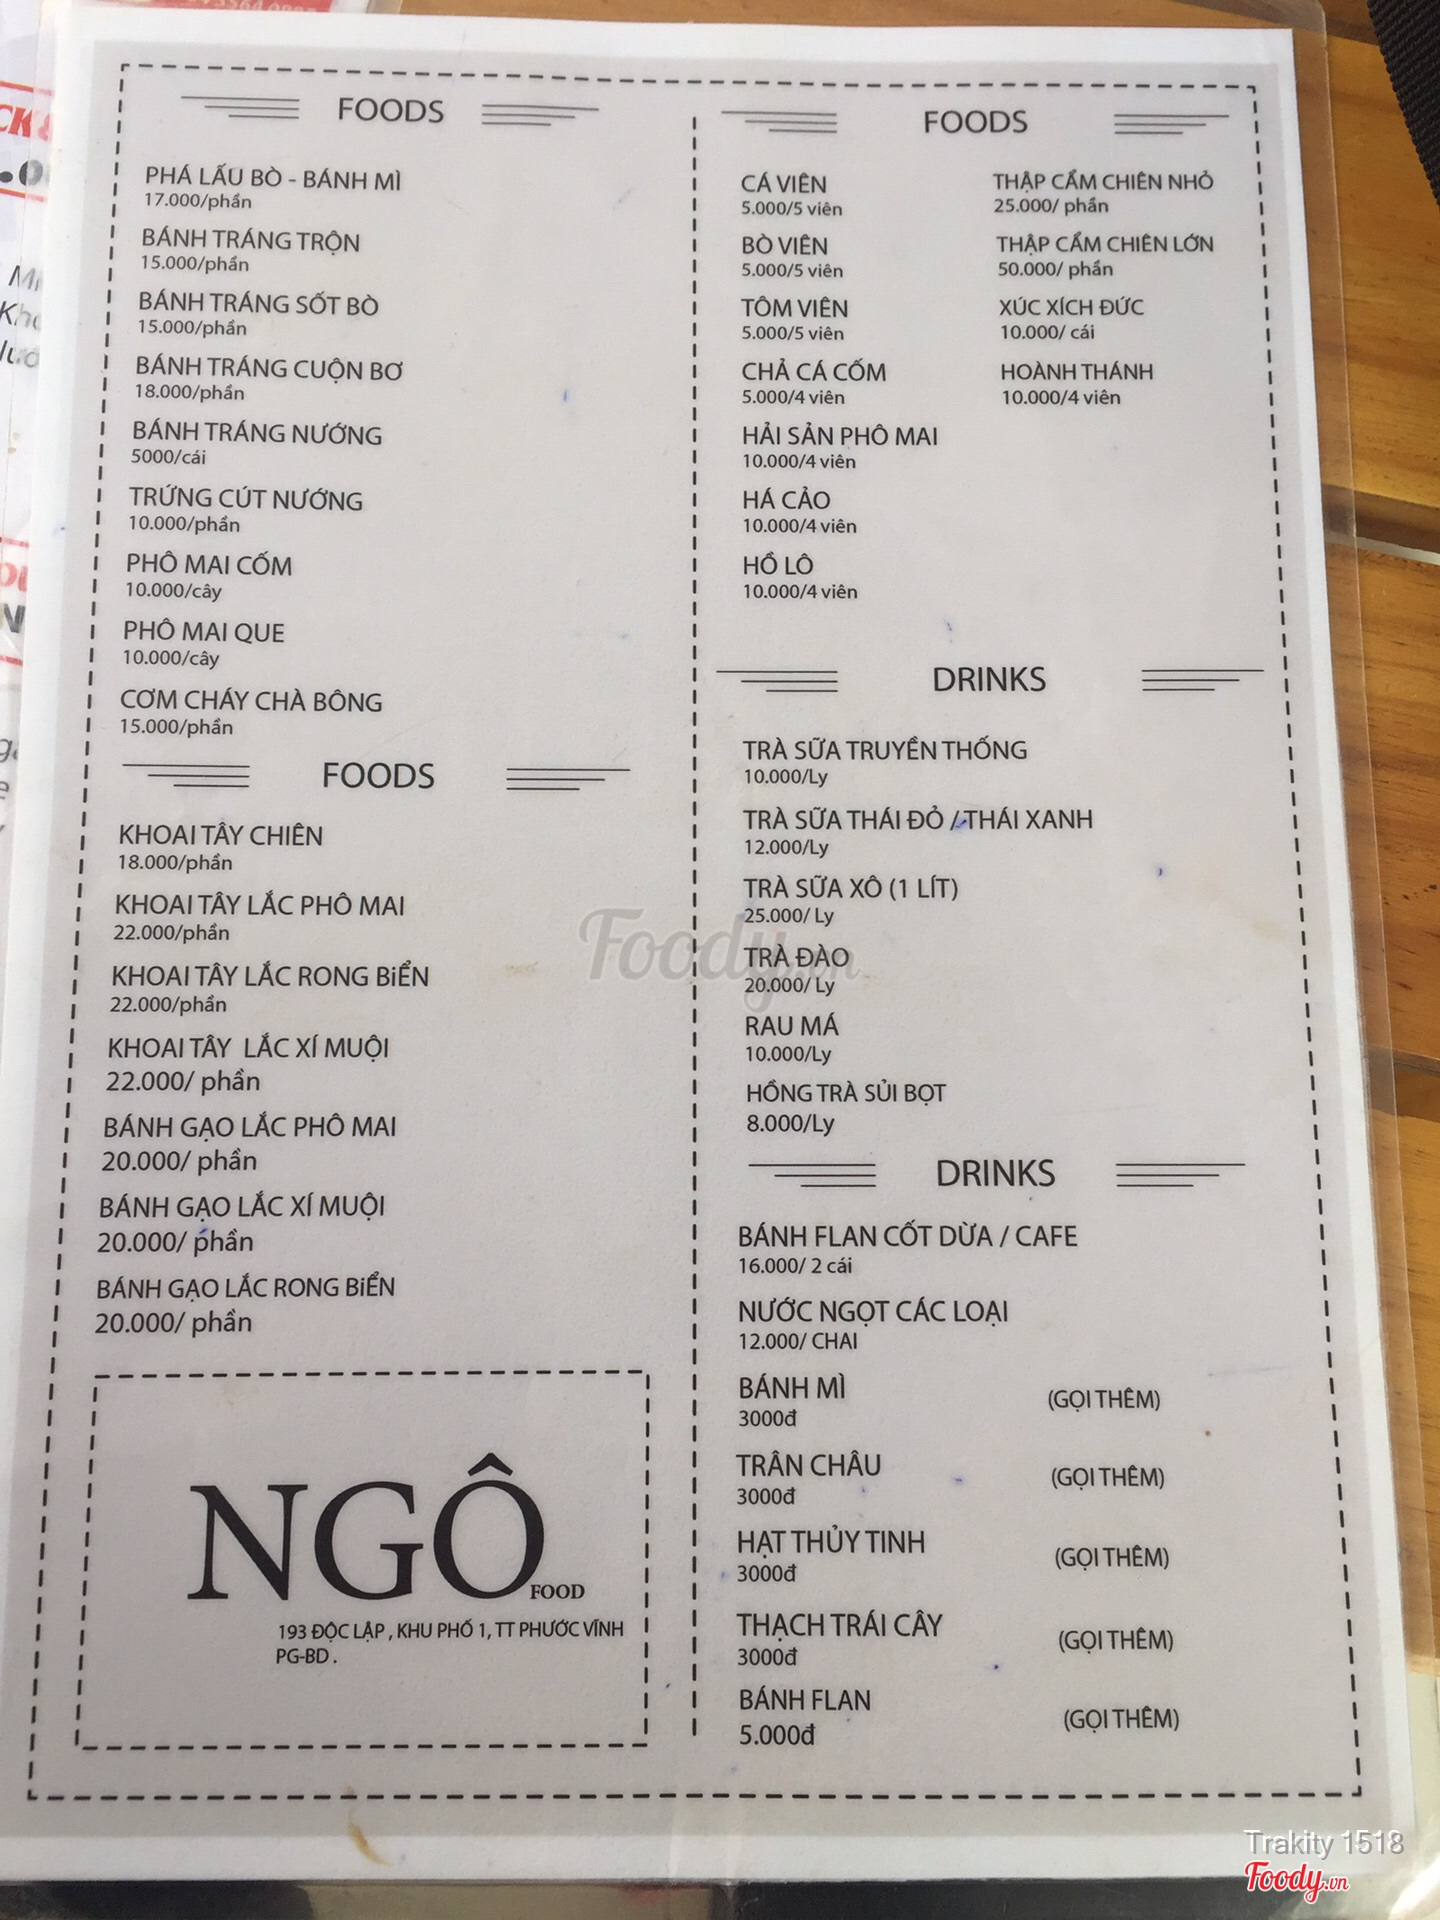 FOODS
PHÁ LẤU BÒ - BÁNH MÌ
17.000/phần
BÁNH TRÁNG TRỘN
15.000/phần
BÁNH TRÁNG SỐT BÒ
15.000/phần
BÁNH TRÁNG CUỘN BƠ
18.000/phần
BÁNH TRÁNG NƯỚNG
5000/cái
TRỨNG CÚT NƯỚNG
10.000/phần
PHÔ MAI CỐM
10.000/cây
PHÔ MAI QUE
10.000/cây
CƠM CHÁY CHÀ BÔNG
15.000/phần
FOODS
KHOAI TÂY CHIÊN
18.000/phần
KHOAI TÂY LẮC PHÔ MAI
22.000/phần
KHOAI TÂY LẮC RONG BiỂN
22.000/phần
KHOAI TÂY LẮC XÍ MUỘI
22.000/ phần
BÁNH GẠO LẮC PHÔ MAI
20.000/ phần
BÁNH GẠO LẮC XÍ MUỘI
20.000/ phần
BÁNH GẠO LẮC RONG BiỂN
20.000/ phần
NGÔ
FOOD
193 ĐỘC LẬP , KHU PHỐ 1, TT PHƯỚC VĨNH
PG-BD .
FOODS
CÁ VIÊN
5.000/5 viên
BÒ VIÊN
5.000/5 viên
TÔM VIÊN
5.000/5 viên
CHẢ CÁ CỐM
5.000/4 viên
HẢI SẢN PHÔ MAI
10.000/4 viên
HÁ CẢO
10.000/4 viên
HỒ LÔ
10.000/4 viên
THẬP CẨM CHIÊN NHỎ
25.000/ phần
THẬP CẨM CHIÊN LỚN
50.000/ phần
XÚC XÍCH ĐỨC
10.000/ cái
HOÀNH THÁNH
10.000/4 viên
DRINKS
TRÀ SỮA TRUYỀN THỐNG
10.000/Ly
TRÀ SỮA THÁI ĐỎ / THÁI XANH
12.000/Ly
TRÀ SỮA XÔ (1 LÍT)
25.000/ Ly
TRÀ ĐÀO
20.000/ Ly
RAU MÁ
10.000/Ly
HỒNG TRÀ SỦI BỌT
8.000/Ly
DRINKS
BÁNH FLAN CỐT DỪA / CAFE
16.000/ 2 cái
NƯỚC NGỌT CÁC LOẠI
12.000/ CHAI
BÁNH MÌ (GỌI THÊM)
3000đ
TRÂN CHÂU (GỌI THÊM)
3000đ
HẠT THỦY TINH (GỌI THÊM)
3000đ
THẠCH TRÁI CÂY (GỌI THÊM)
3000đ
BÁNH FLAN (GỌI THÊM)
5.000đ
Foody.vn
Trakity 1518
Foody.vn